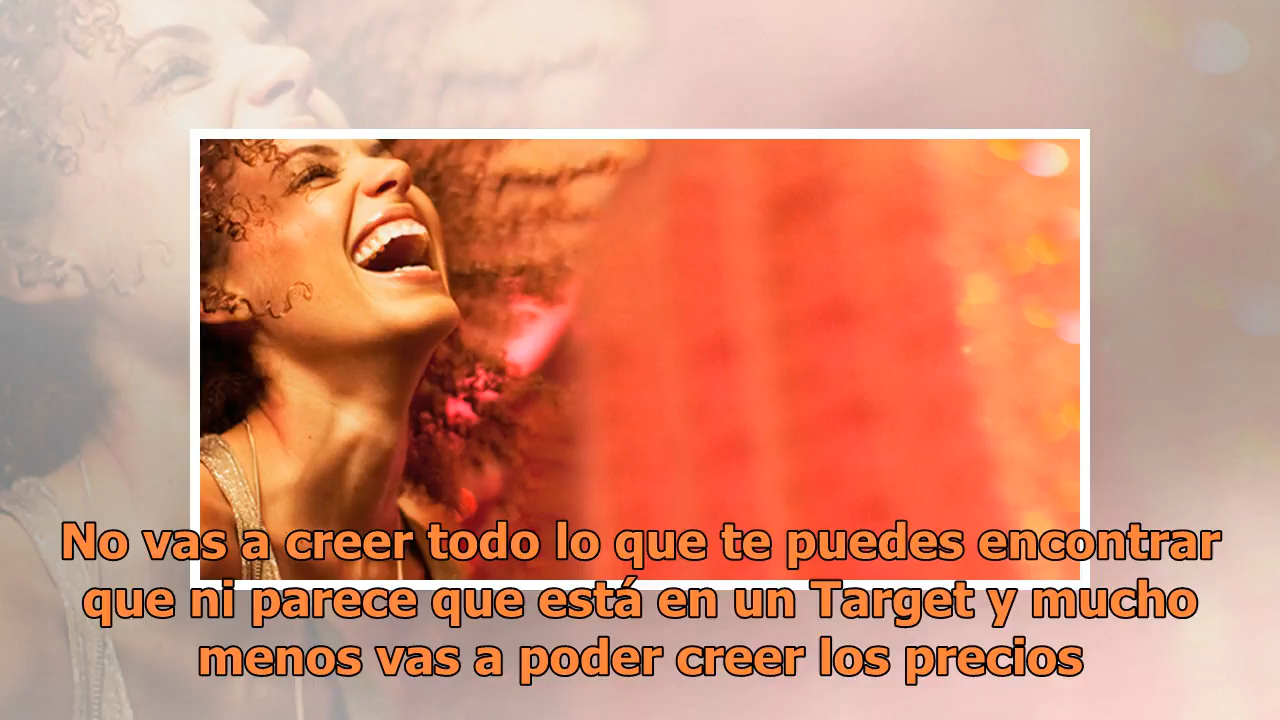 No vas a creer todo lo que te puedes encontrar
que ni parece que está en un Target y mucho
menos vas a poder creer los precios